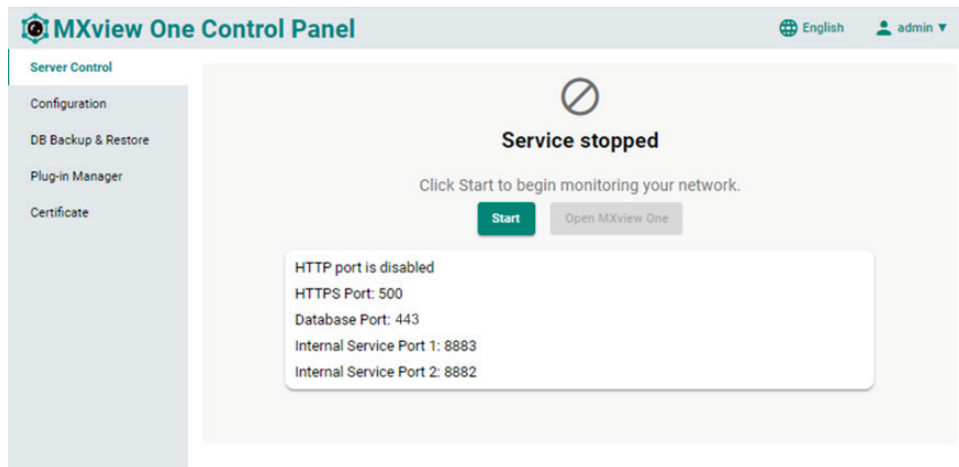 MXview One Control Panel
English
admin
Server Control
Configuration
DB Backup & Restore
Plug-in Manager
Certificate
Service stopped
Click Start to begin monitoring your network.
Start
Open MXview One
HTTP port is disabled
HTTPS Port: 500
Database Port: 443
Internal Service Port 1: 8883
Internal Service Port 2: 8882